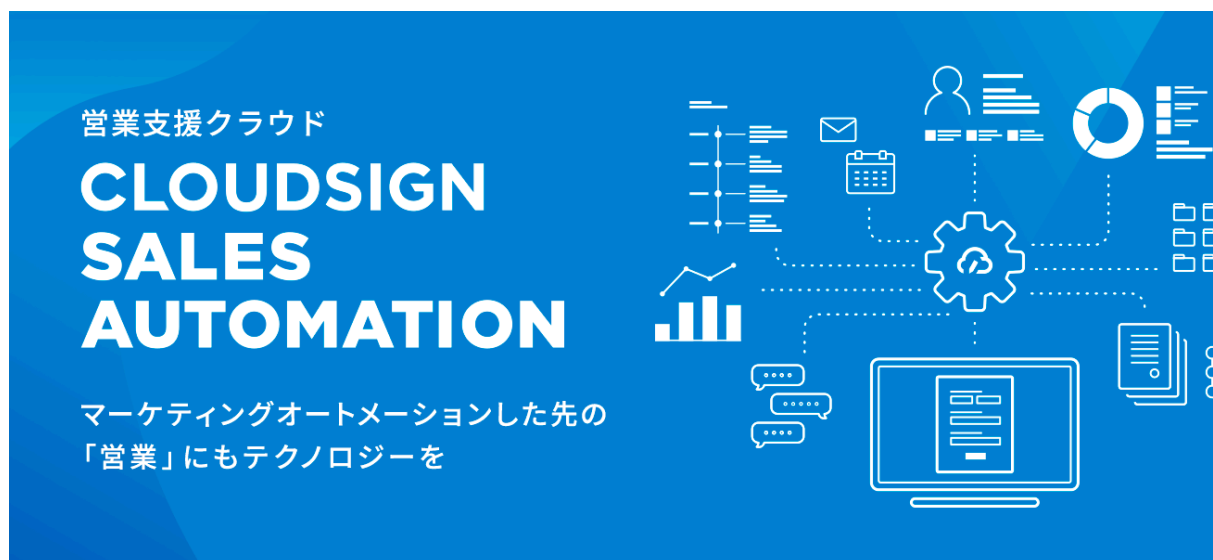 営業支援クラウド
CLOUDSIGN
SALES
AUTOMATION
マーケティングオートメーションした先の
「営業」にもテクノロジーを